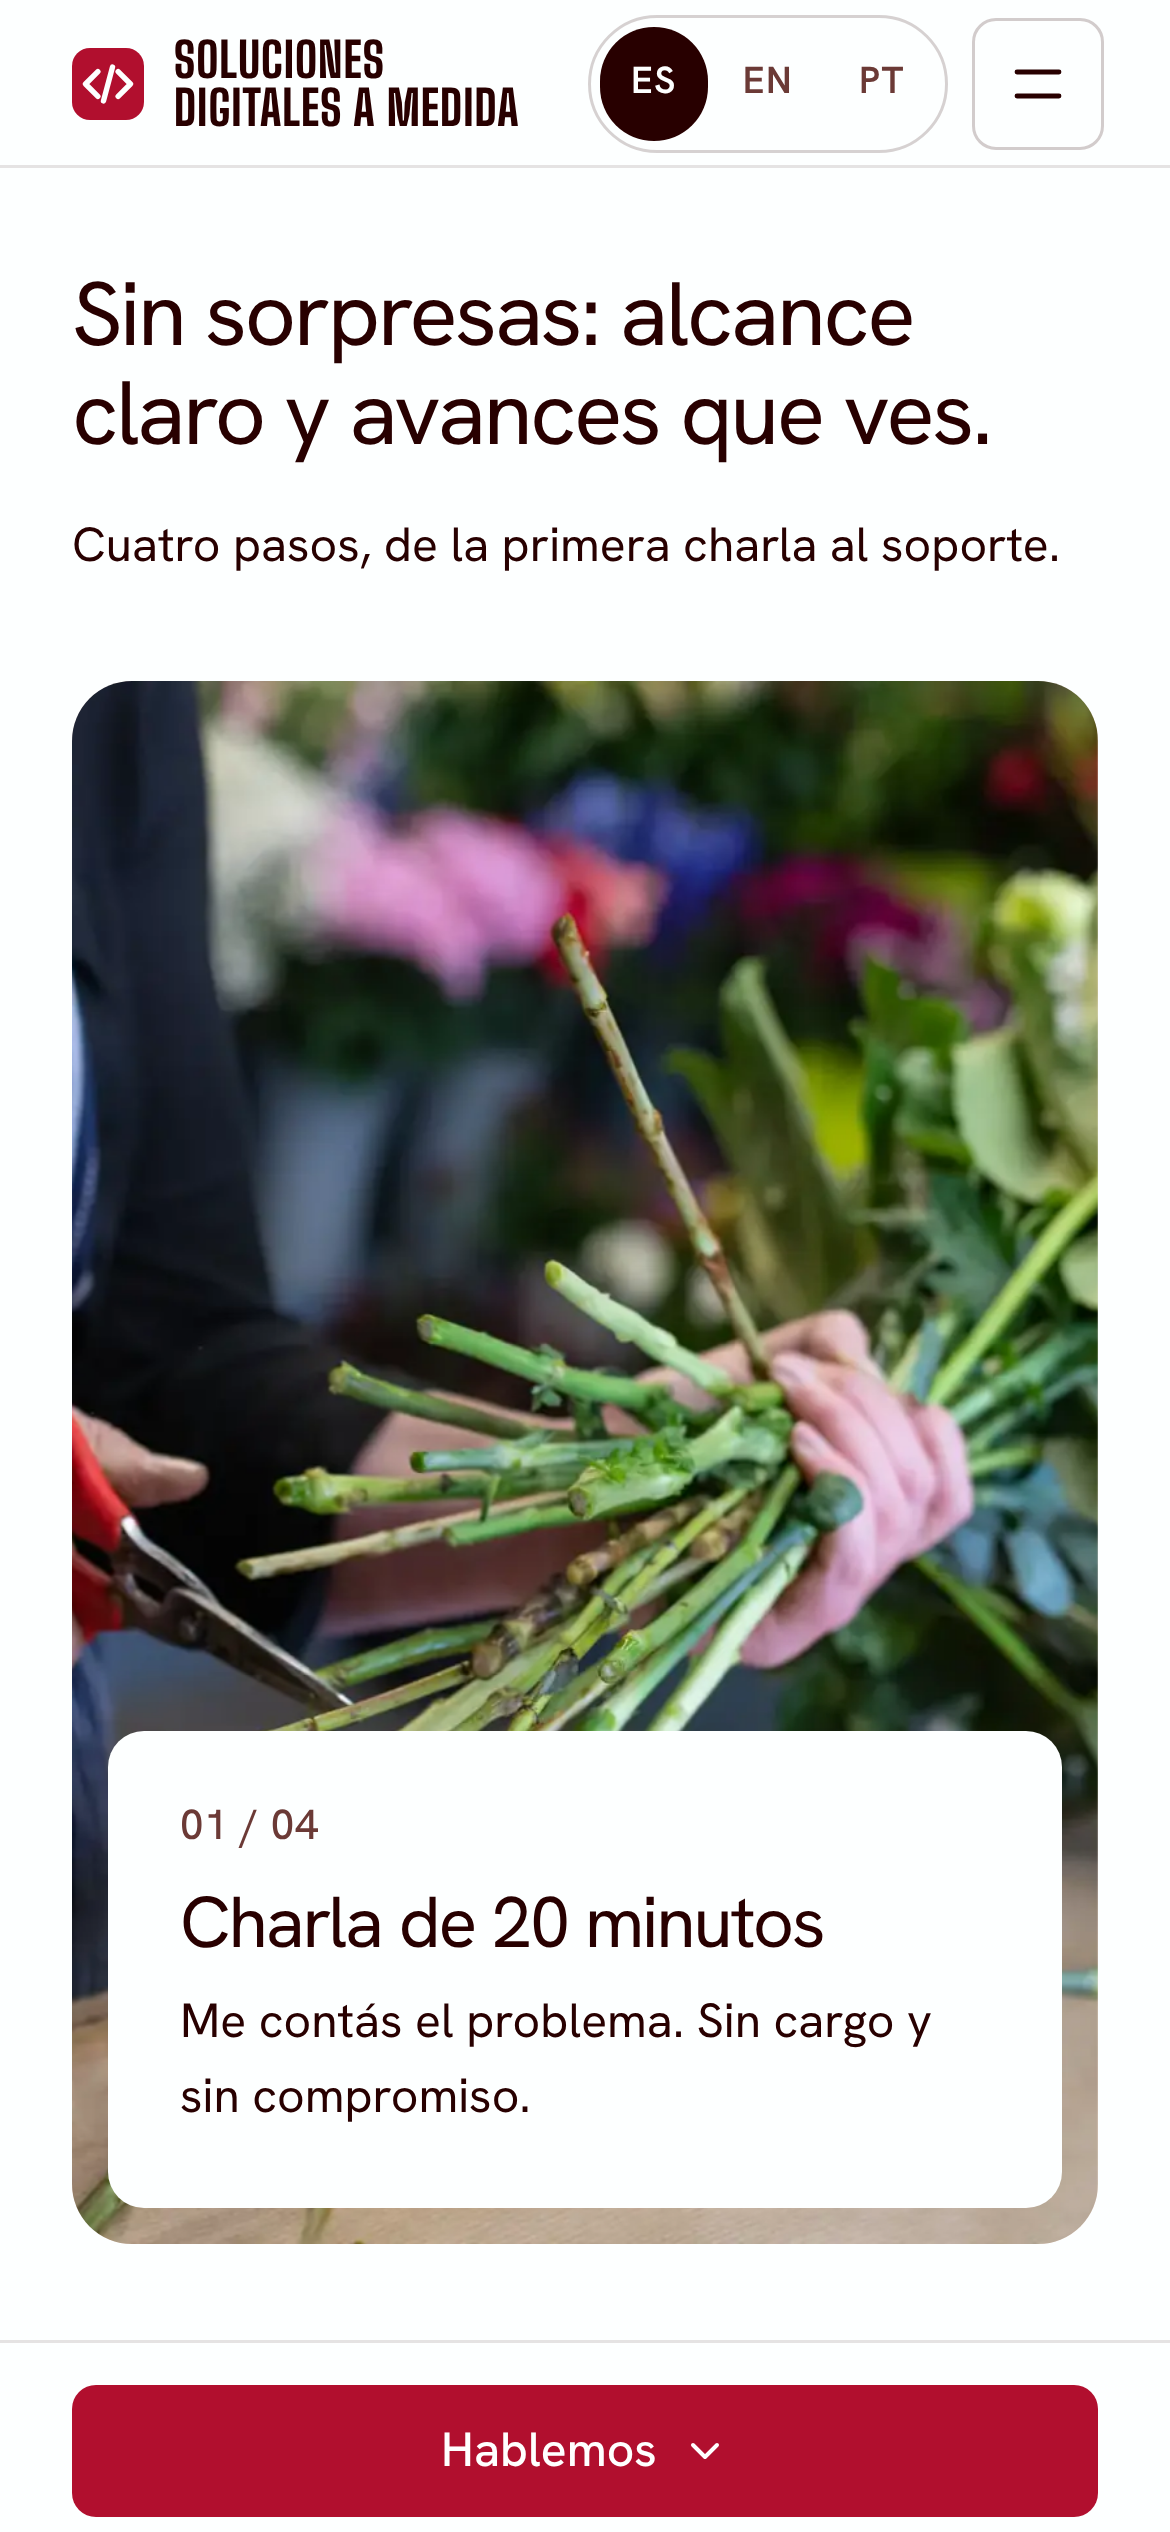 SOLUCIONES
DIGITALES A MEDIDA
ES EN PT
Sin sorpresas: alcance
claro y avances que ves.
Cuatro pasos, de la primera charla al soporte.
01 / 04
Charla de 20 minutos
Me contás el problema. Sin cargo y
sin compromiso.
Hablemos